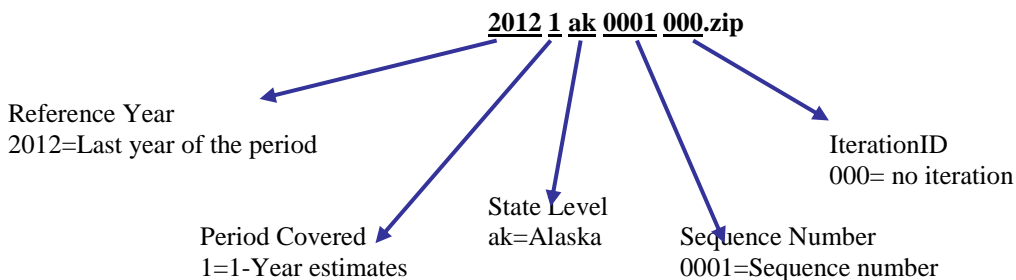 2012 1 ak 0001 000.zip
Reference Year
2012=Last year of the period
IterationID
000= no iteration
State Level
ak=Alaska
Period Covered
1=1-Year estimates
Sequence Number
0001=Sequence number